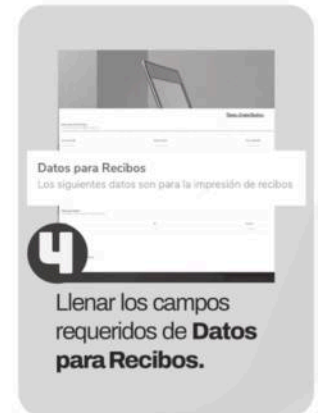 Datos para Recibos
Los siguientes datos son para la impresión de recibos
4
Llenar los campos
requeridos de Datos
para Recibos.